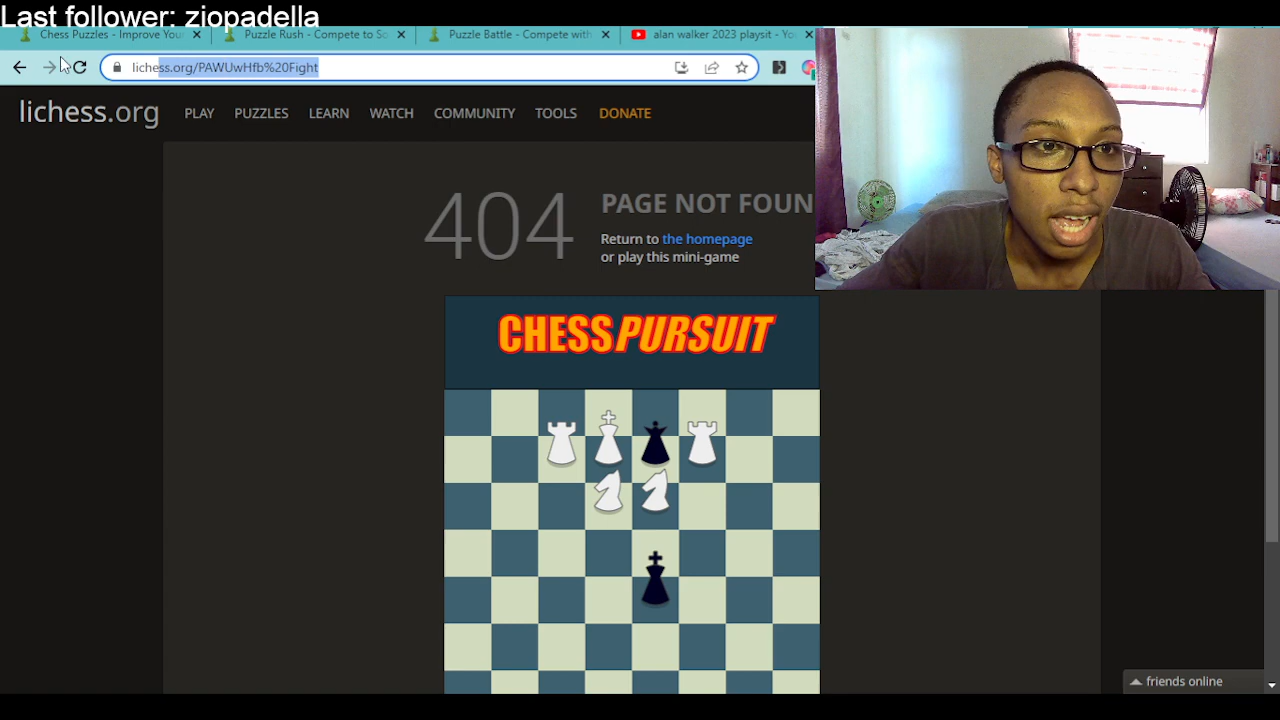 Last follower: ziopadella
Chess Puzzles - Improve Your
Puzzle Rush - Compete to So
Puzzle Battle - Compete with
alan walker 2023 playsit - Yo
lichess.org/PAWUwHfb%20Fight
lichess.org
PLAY
PUZZLES
LEARN
WATCH
COMMUNITY
TOOLS
DONATE
404
PAGE NOT FOUN
Return to the homepage
or play this mini-game
CHESS PURSUIT
friends online